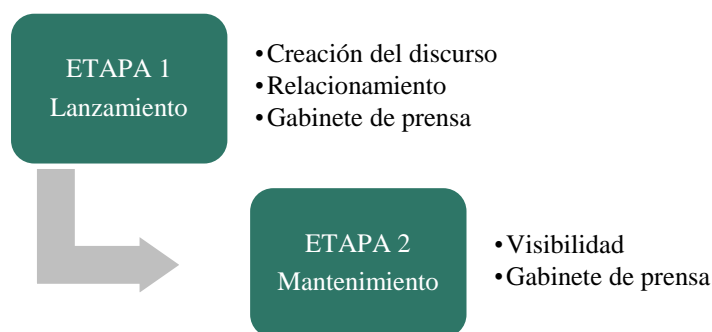 ETAPA 1
Lanzamiento
•Creación del discurso
•Relacionamiento
•Gabinete de prensa
ETAPA 2
Mantenimiento
•Visibilidad
•Gabinete de prensa